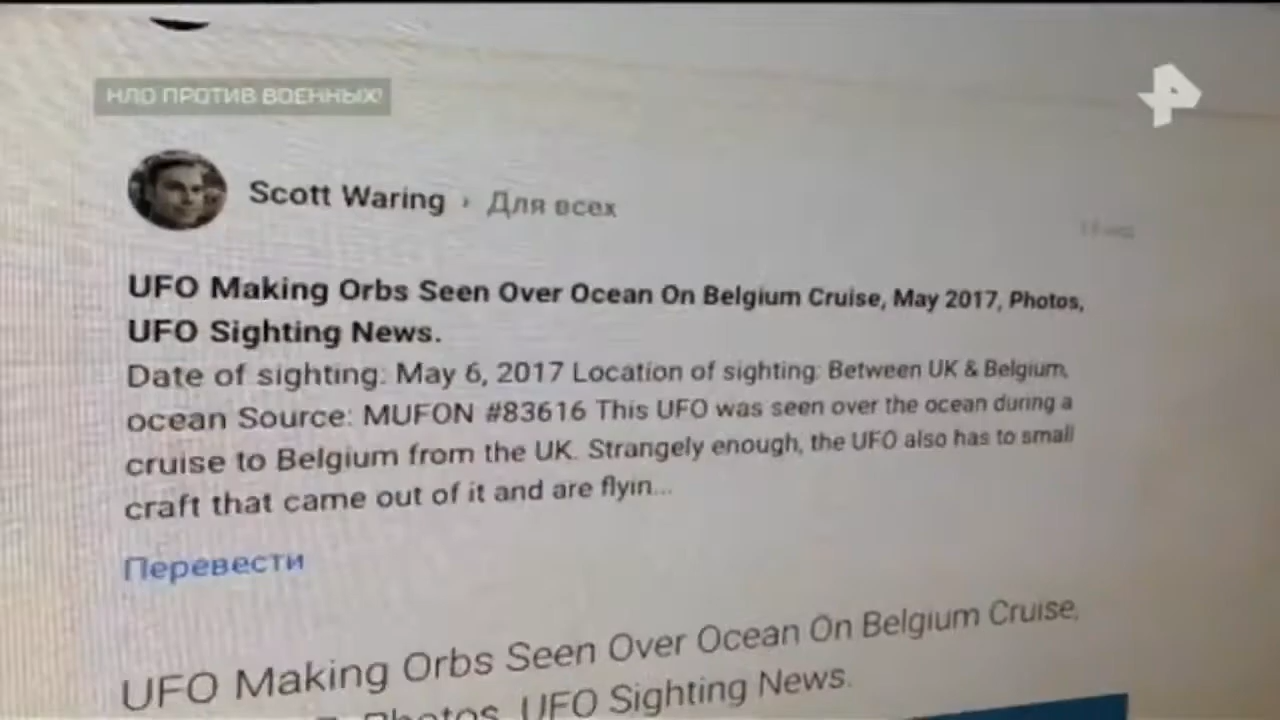 НЛО ПРОТИВ ВОЕННЫХ!
Scott Waring › Для всех
UFO Making Orbs Seen Over Ocean On Belgium Cruise, May 2017, Photos,
UFO Sighting News.
Date of sighting: May 6, 2017 Location of sighting: Between UK & Belgium,
ocean Source: MUFON #83616 This UFO was seen over the ocean during a
cruise to Belgium from the UK. Strangely enough, the UFO also has to small
craft that came out of it and are flyin...
Перевести
UFO Making Orbs Seen Over Ocean On Belgium Cruise,
Photos, UFO Sighting News.